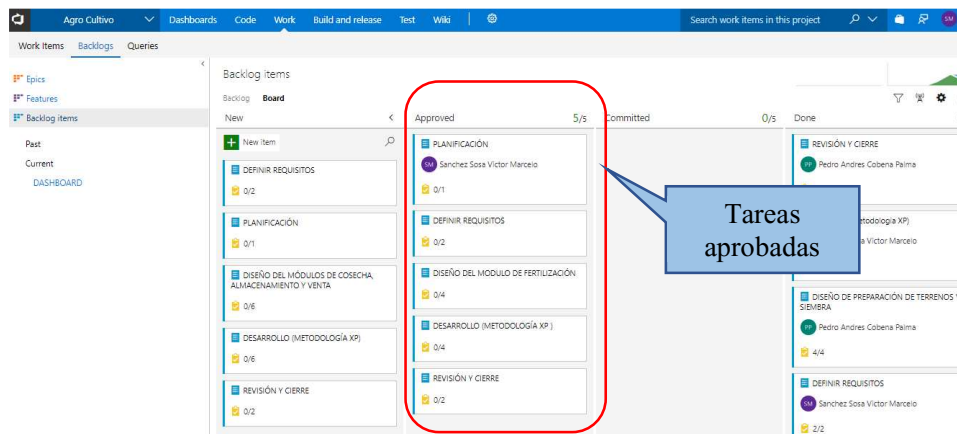 Agro Cultivo Dashboards Code Work Build and release Test Wiki Search work items in this project SM
Work Items Backlogs Queries
Epics
Features
Backlog items
Past
Current
DASHBOARD
Backlog items
Backlog Board
New
New item
DEFINIR REQUISITOS
0/2
PLANIFICACIÓN
0/1
DISEÑO DEL MÓDULOS DE COSECHA,
ALMACENAMIENTO Y VENTA
0/6
DESARROLLO (METODOLOGÍA XP)
0/6
REVISIÓN Y CIERRE
0/2
Approved 5/5
PLANIFICACIÓN
SM Sanchez Sosa Victor Marcelo
0/1
DEFINIR REQUISITOS
0/2
DISEÑO DEL MODULO DE FERTILIZACIÓN
0/4
DESARROLLO (METODOLOGÍA XP )
0/4
REVISIÓN Y CIERRE
0/2
Committed 0/5
Tareas
aprobadas
Done
REVISIÓN Y CIERRE
PP Pedro Andres Cobena Palma
XP)
Victor Marcelo
DISEÑO DE PREPARACIÓN DE TERRENOS Y
SIEMBRA
PP Pedro Andres Cobena Palma
4/4
DEFINIR REQUISITOS
SM Sanchez Sosa Victor Marcelo
2/2